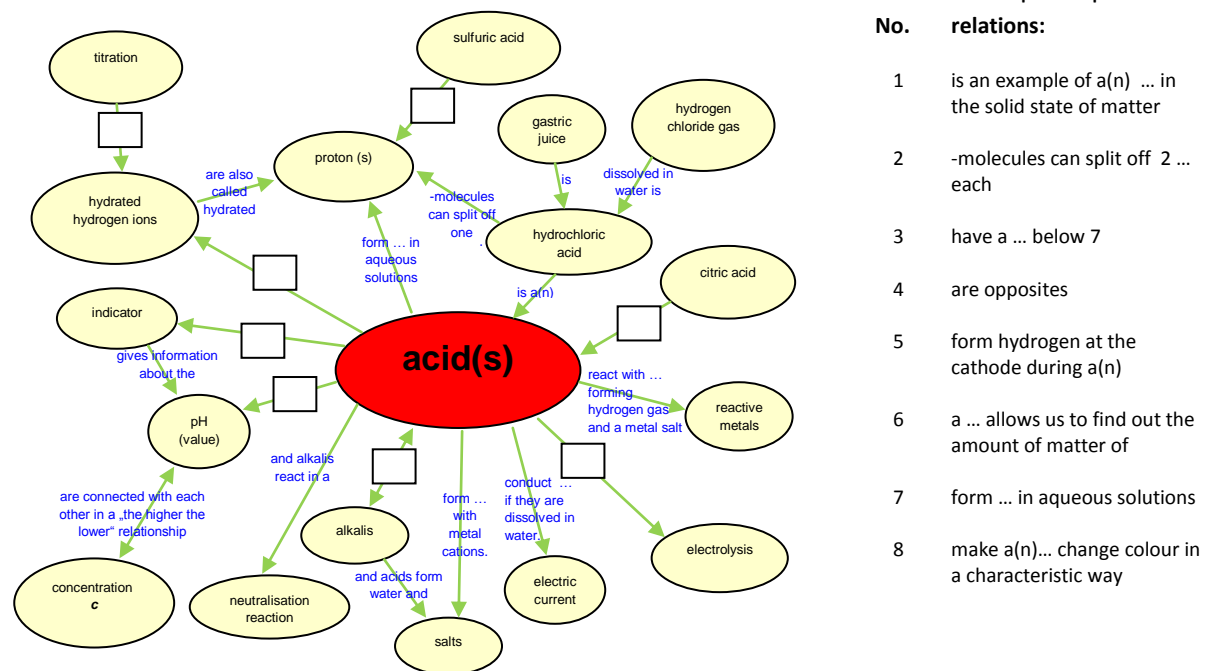 titration
sulfuric acid
gastric
juice
hydrogen
chloride gas
proton (s)
are also
called
hydrated
hydrated
hydrogen ions
is
dissolved in
water is
-molecules
can split off
one
.
hydrochloric
acid
form … in
aqueous
solutions
citric acid
is a(n)
indicator
gives information
about the
acid(s)
react with …
forming
hydrogen gas
and a metal salt
reactive
metals
pH
(value)
and alkalis
react in a
are connected with each
other in a „the higher the
lower“ relationship
form …
with
metal
cations.
conduct …
if they are
dissolved in
water.
alkalis
electrolysis
and acids form
water and
concentration
c
neutralisation
reaction
electric
current
salts
No. relations:
1 is an example of a(n) … in
the solid state of matter
2 -molecules can split off 2 …
each
3 have a … below 7
4 are opposites
5 form hydrogen at the
cathode during a(n)
6 a … allows us to find out the
amount of matter of
7 form … in aqueous solutions
8 make a(n)… change colour in
a characteristic way